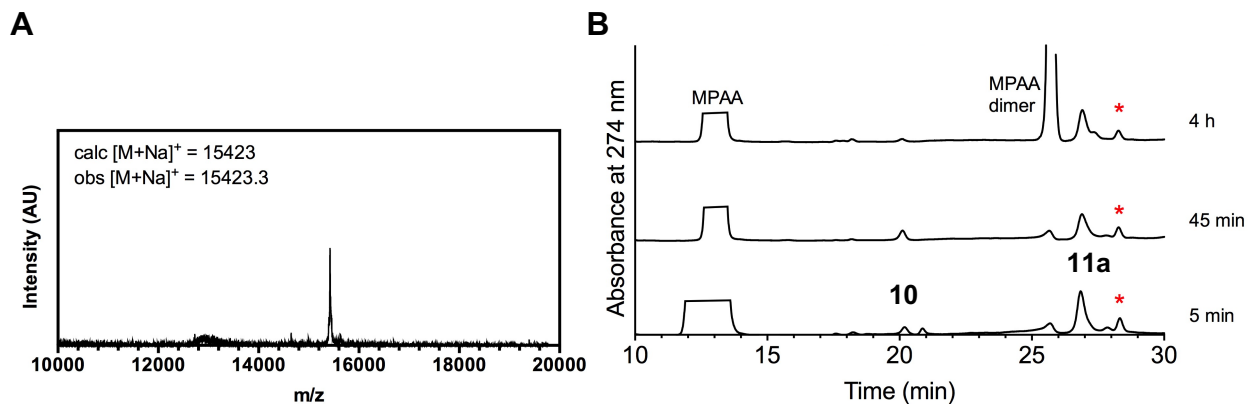 A
calc [M+Na]⁺ = 15423
obs [M+Na]⁺ = 15423.3
Intensity (AU)
10000 12000 14000 16000 18000 20000
m/z
B
MPAA
MPAA
dimer
*
4 h
*
45 min
10
11a
*
5 min
Absorbance at 274 nm
10 15 20 25 30
Time (min)